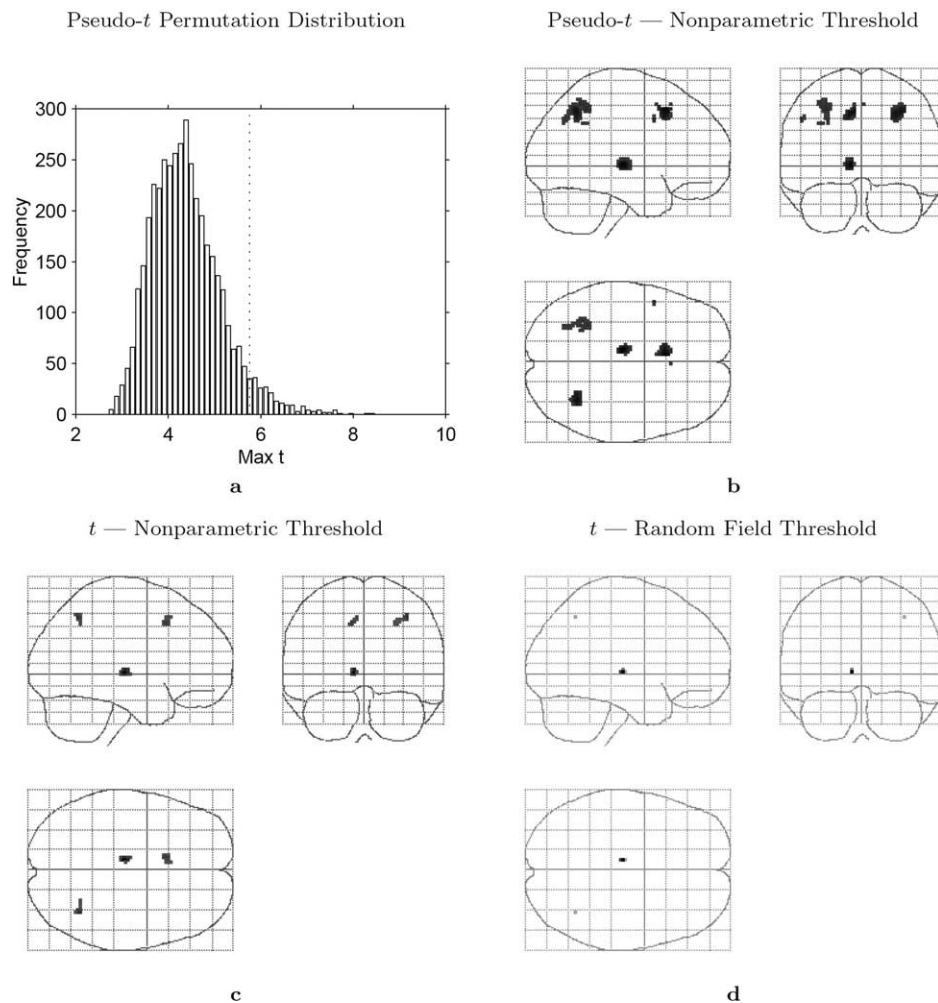 Pseudo-t Permutation Distribution
Pseudo-t — Nonparametric Threshold
300
250
200
150
100
50
0
Frequency
2 4 6 8 10
Max t
a
b
t — Nonparametric Threshold
t — Random Field Threshold
c
d